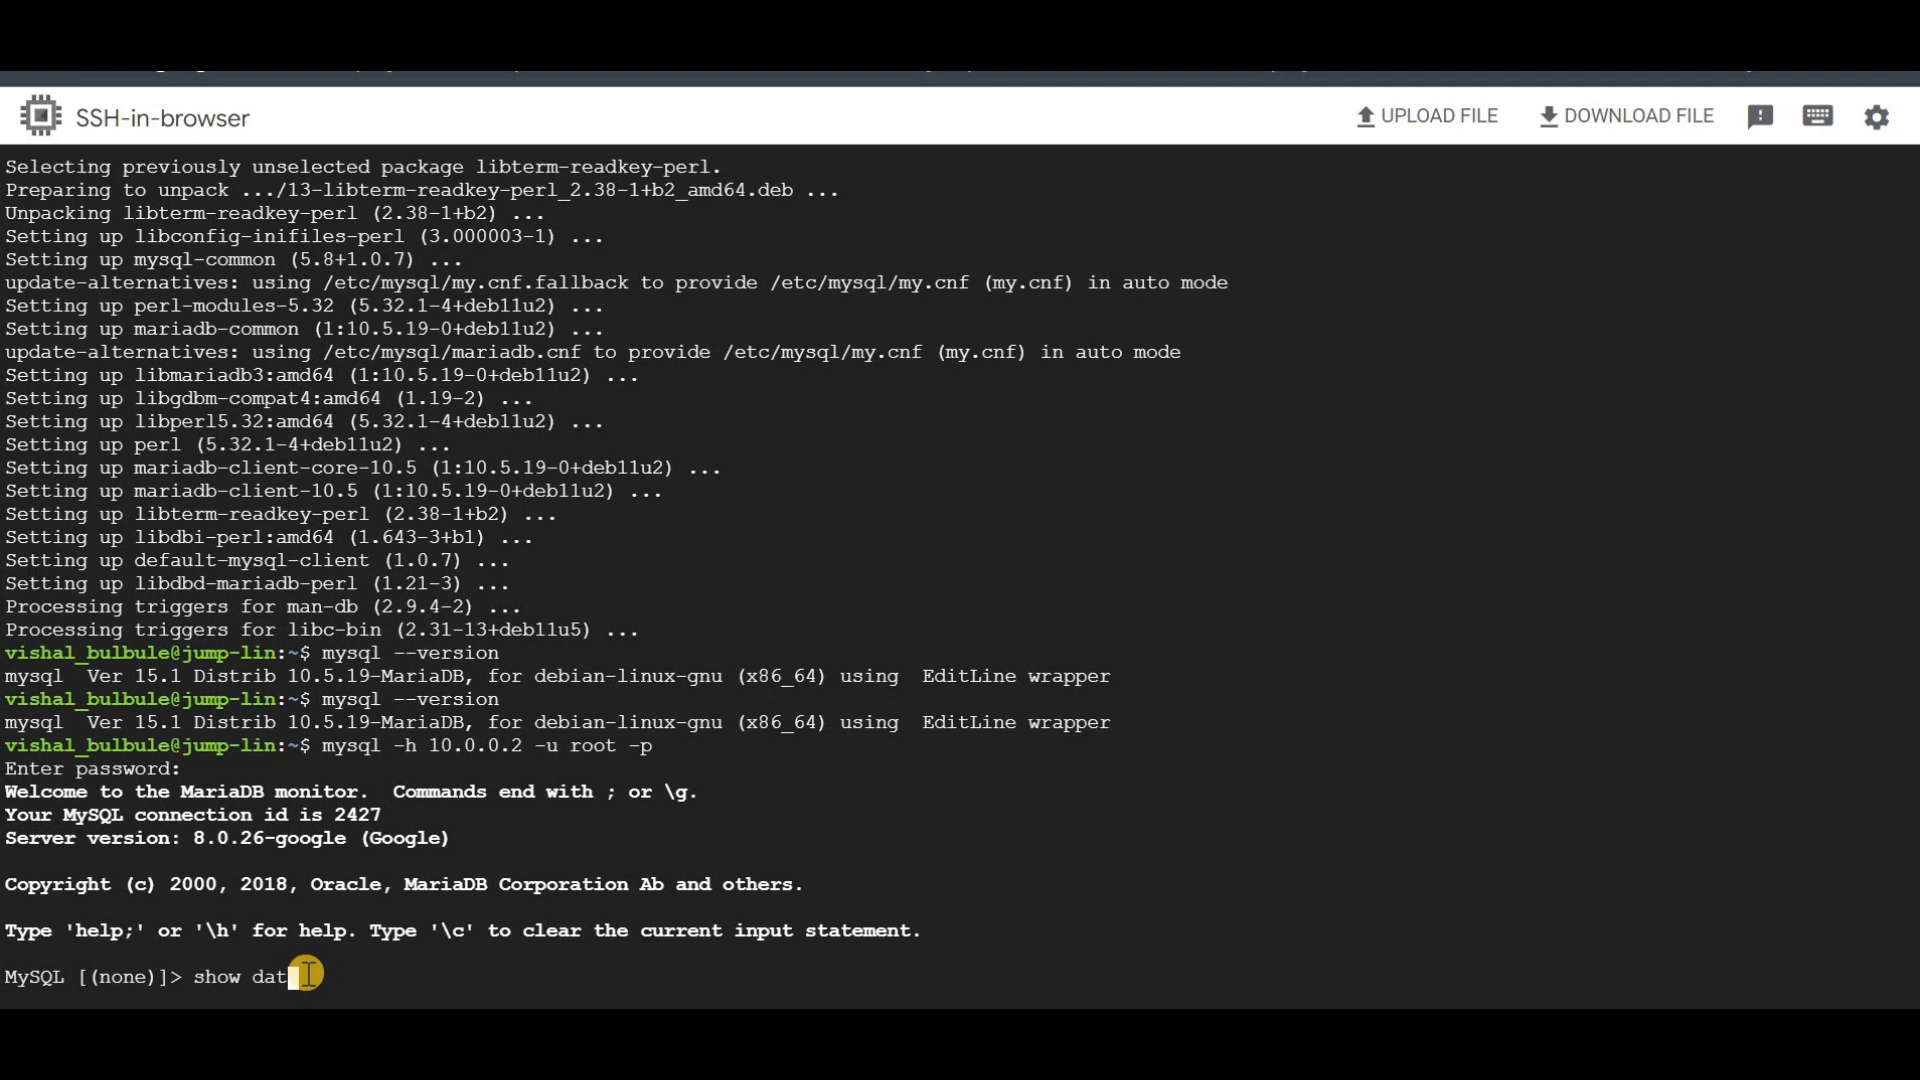 SSH-in-browser
UPLOAD FILE
DOWNLOAD FILE
Selecting previously unselected package libterm-readkey-perl.
Preparing to unpack .../13-libterm-readkey-perl_2.38-1+b2_amd64.deb ...
Unpacking libterm-readkey-perl (2.38-1+b2) ...
Setting up libconfig-inifiles-perl (3.000003-1) ...
Setting up mysql-common (5.8+1.0.7) ...
update-alternatives: using /etc/mysql/my.cnf.fallback to provide /etc/mysql/my.cnf (my.cnf) in auto mode
Setting up perl-modules-5.32 (5.32.1-4+deb11u2) ...
Setting up mariadb-common (1:10.5.19-0+deb11u2) ...
update-alternatives: using /etc/mysql/mariadb.cnf to provide /etc/mysql/my.cnf (my.cnf) in auto mode
Setting up libmariadb3:amd64 (1:10.5.19-0+deb11u2) ...
Setting up libgdbm-compat4:amd64 (1.19-2) ...
Setting up libperl5.32:amd64 (5.32.1-4+deb11u2) ...
Setting up perl (5.32.1-4+deb11u2) ...
Setting up mariadb-client-core-10.5 (1:10.5.19-0+deb11u2) ...
Setting up mariadb-client-10.5 (1:10.5.19-0+deb11u2) ...
Setting up libterm-readkey-perl (2.38-1+b2) ...
Setting up libdbi-perl:amd64 (1.643-3+b1) ...
Setting up default-mysql-client (1.0.7) ...
Setting up libdbd-mariadb-perl (1.21-3) ...
Processing triggers for man-db (2.9.4-2) ...
Processing triggers for libc-bin (2.31-13+deb11u5) ...
vishal_bulbule@jump-lin:~$ mysql --version
mysql  Ver 15.1 Distrib 10.5.19-MariaDB, for debian-linux-gnu (x86_64) using  EditLine wrapper
vishal_bulbule@jump-lin:~$ mysql --version
mysql  Ver 15.1 Distrib 10.5.19-MariaDB, for debian-linux-gnu (x86_64) using  EditLine wrapper
vishal_bulbule@jump-lin:~$ mysql -h 10.0.0.2 -u root -p
Enter password:
Welcome to the MariaDB monitor.  Commands end with ; or \g.
Your MySQL connection id is 2427
Server version: 8.0.26-google (Google)
Copyright (c) 2000, 2018, Oracle, MariaDB Corporation Ab and others.
Type 'help;' or '\h' for help. Type '\c' to clear the current input statement.
MySQL [(none)]> show dat